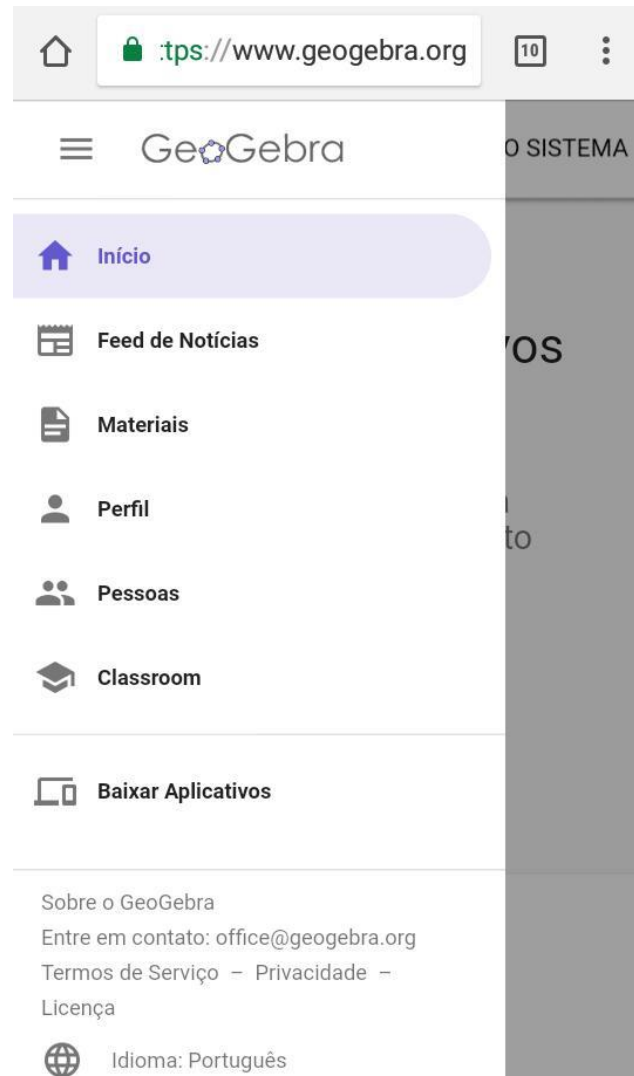 :tps://www.geogebra.org 10
GeoGebra
O SISTEMA
Início
Feed de Notícias
vos
Materiais
Perfil
to
Pessoas
Classroom
Baixar Aplicativos
Sobre o GeoGebra
Entre em contato: office@geogebra.org
Termos de Serviço – Privacidade –
Licença
Idioma: Português